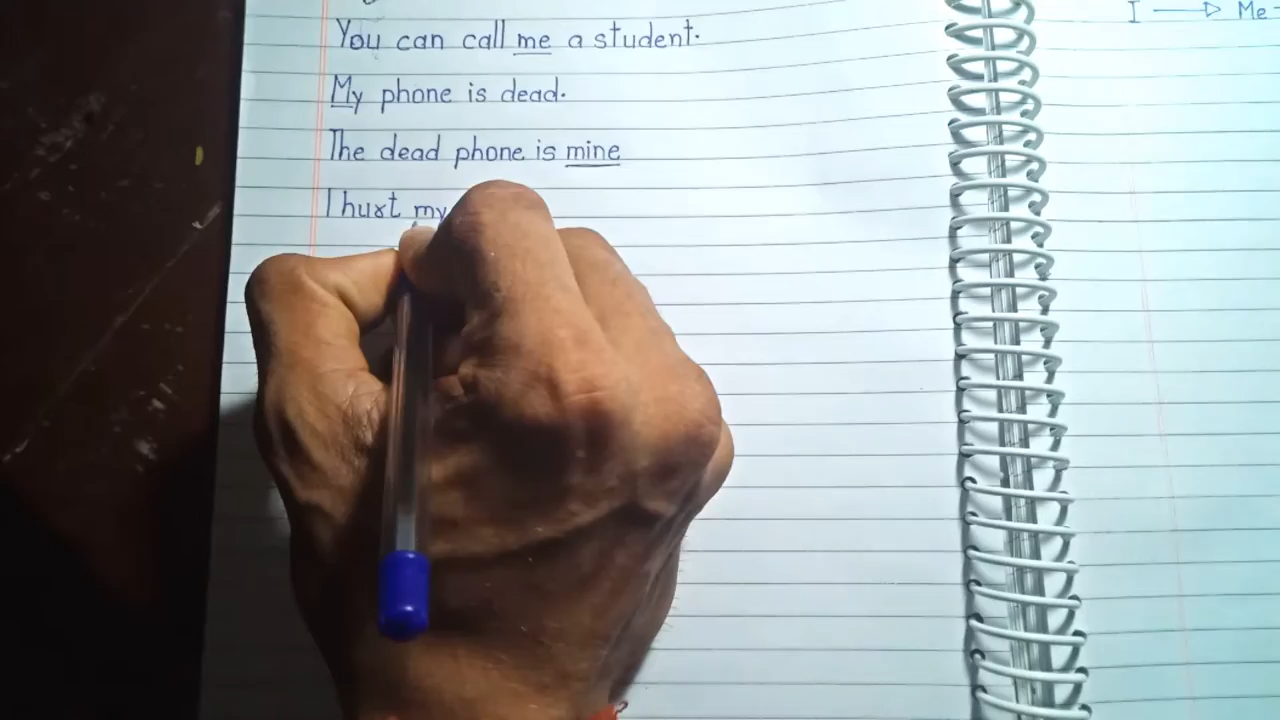 You can call me a student.
My phone is dead.
The dead phone is mine
I hurt my
I → Me